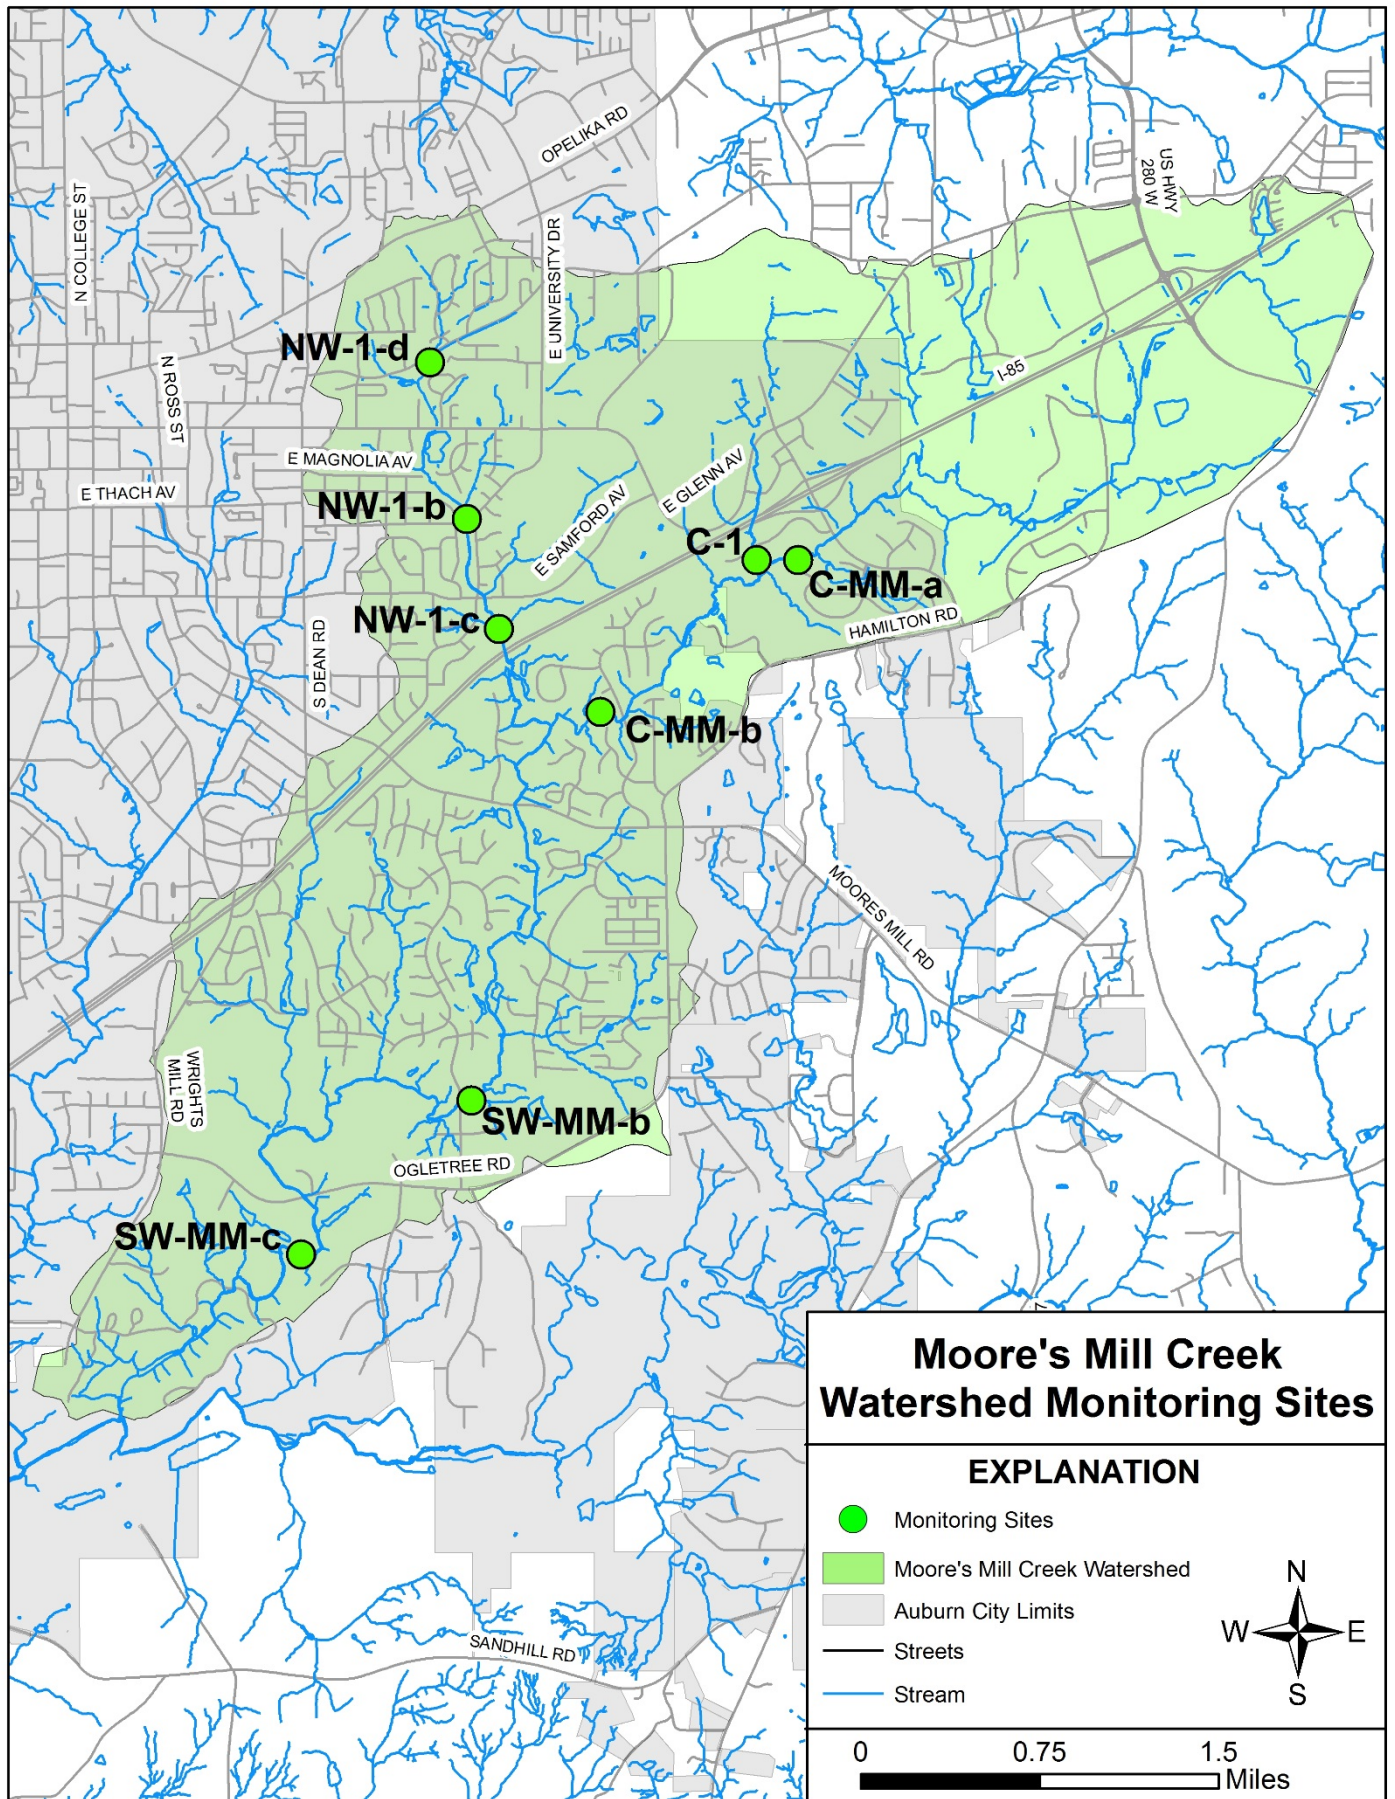 OPELIKA RD
US HWY
280 W
N COLLEGE ST
E UNIVERSITY DR
NW-1-d
I-85
N ROSS ST
E MAGNOLIA AV
E GLENN AV
E THACH AV
NW-1-b
E SAMFORD AV
C-1
C-MM-a
NW-1-c
HAMILTON RD
S DEAN RD
C-MM-b
MOORES MILL RD
WRIGHTS
MILL RD
SW-MM-b
OGLETREE RD
SW-MM-c
Moore's Mill Creek
Watershed Monitoring Sites
EXPLANATION
Monitoring Sites
Moore's Mill Creek Watershed
Auburn City Limits
Streets
Stream
N
W
E
S
SANDHILL RD
0
0.75
1.5
Miles